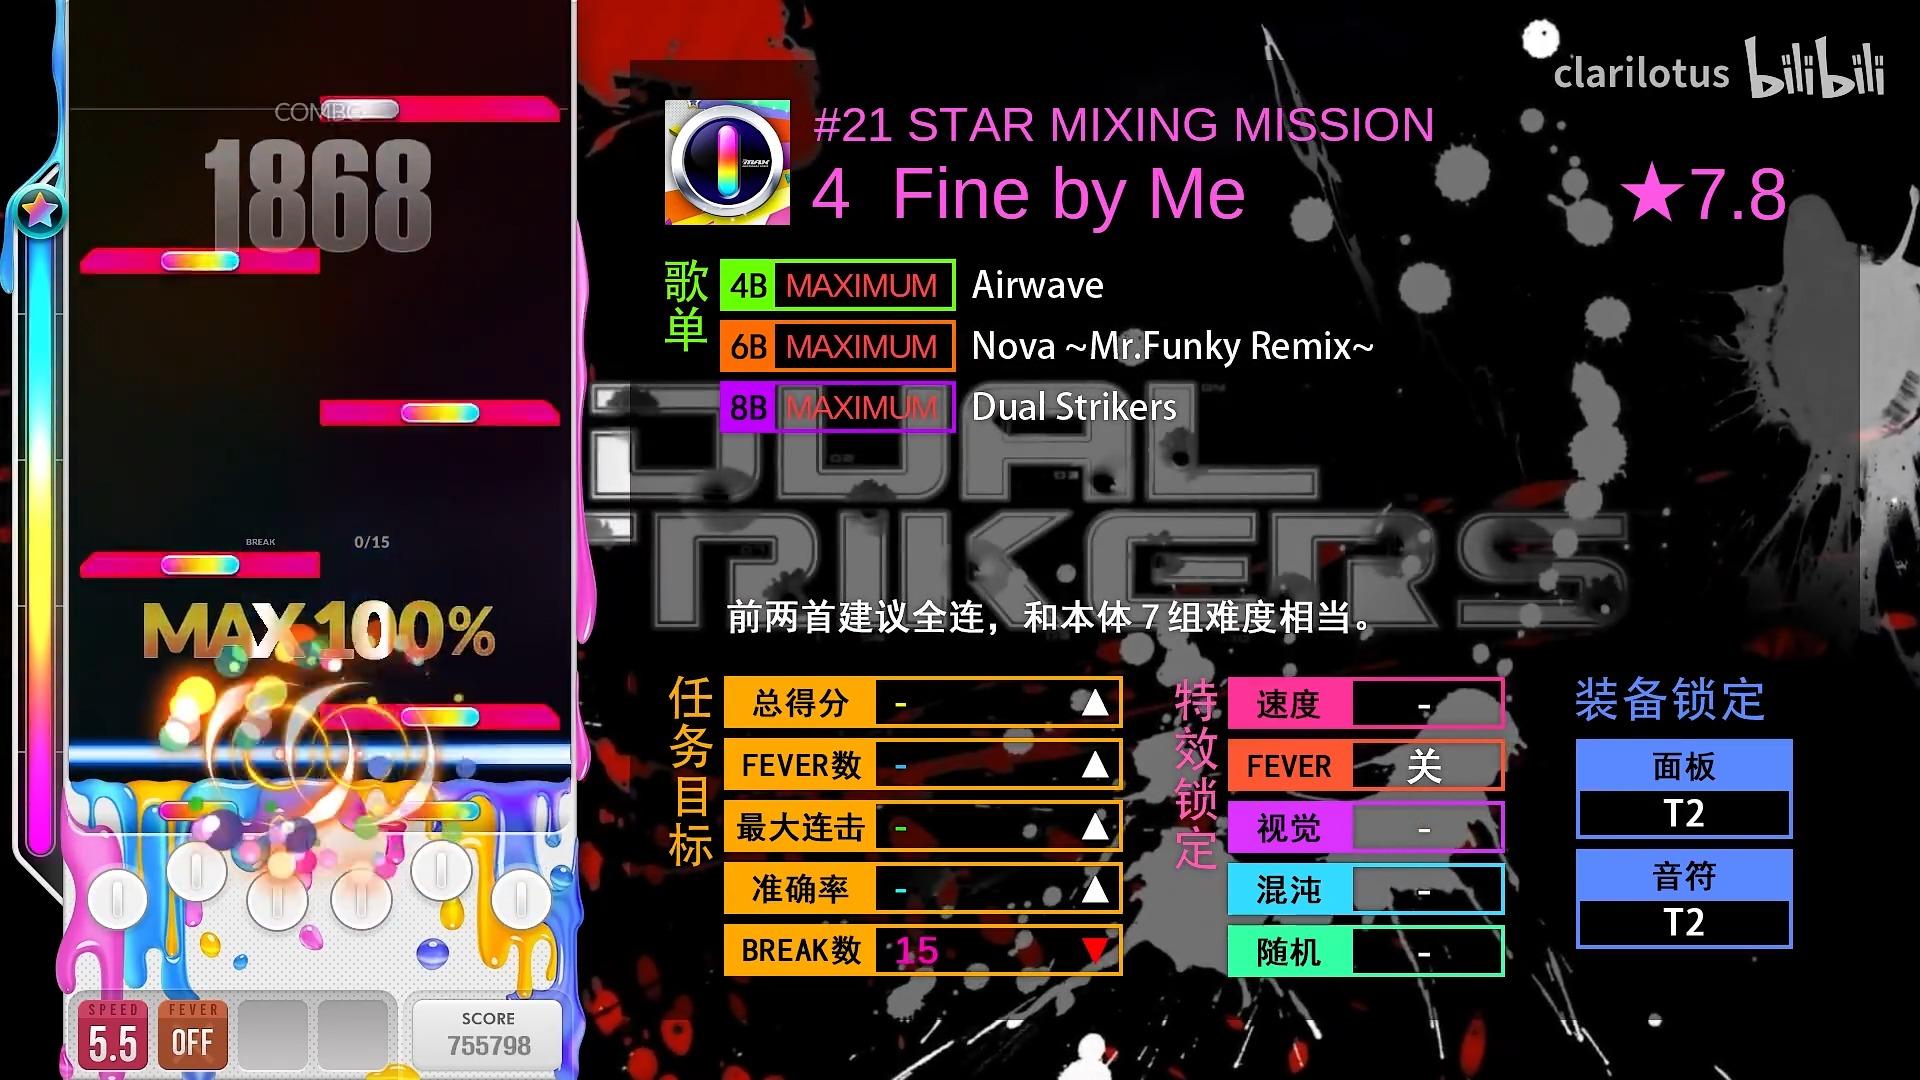 clarilotus bilibili
COMBO
1868
BREAK 0/15
MAX 100%
SPEED
5.5
FEVER
OFF
SCORE
755798
#21 STAR MIXING MISSION
4 Fine by Me
★7.8
歌单
4B MAXIMUM Airwave
6B MAXIMUM Nova ~Mr.Funky Remix~
8B MAXIMUM Dual Strikers
DUAL
TRIKERS
前两首建议全连，和本体7组难度相当。
任务目标
总得分 - ▲
FEVER数 - ▲
最大连击 - ▲
准确率 - ▲
BREAK数 15 ▼
特效锁定
速度 -
FEVER 关
视觉 -
混沌 -
随机 -
装备锁定
面板
T2
音符
T2